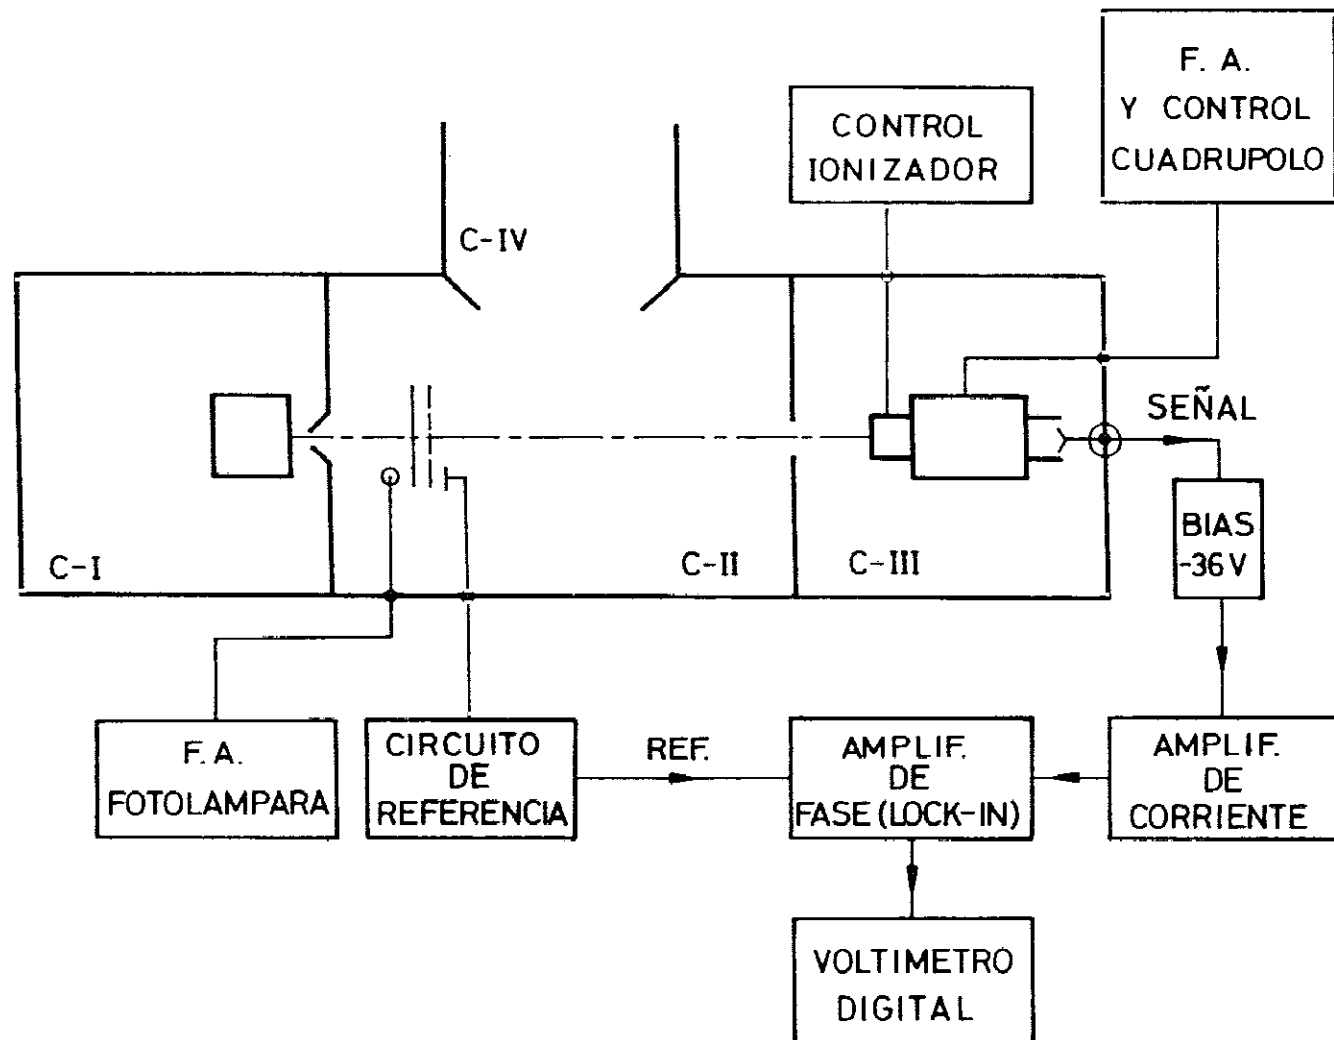 F. A.
Y CONTROL
CUADRUPOLO
CONTROL
IONIZADOR
C-IV
SEÑAL
C-I
C-II
C-III
BIAS
-36V
F. A.
FOTOLAMPARA
CIRCUITO
DE
REFERENCIA
REF.
AMPLIF.
DE
FASE (LOCK-IN)
AMPLIF.
DE
CORRIENTE
VOLTIMETRO
DIGITAL